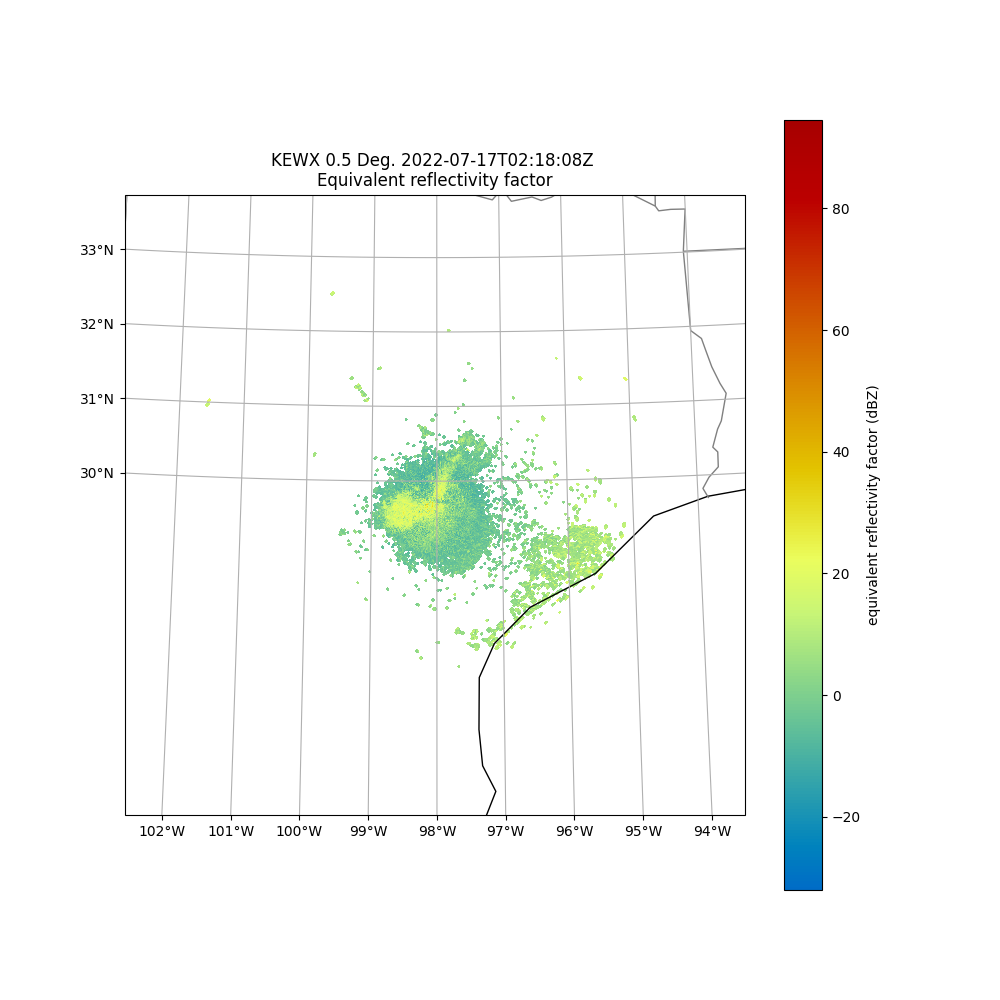 KEWX 0.5 Deg. 2022-07-17T02:18:08Z
Equivalent reflectivity factor
33°N
32°N
31°N
30°N
102°W
101°W
100°W
99°W
98°W
97°W
96°W
95°W
94°W
80
60
40
20
0
−20
equivalent reflectivity factor (dBZ)